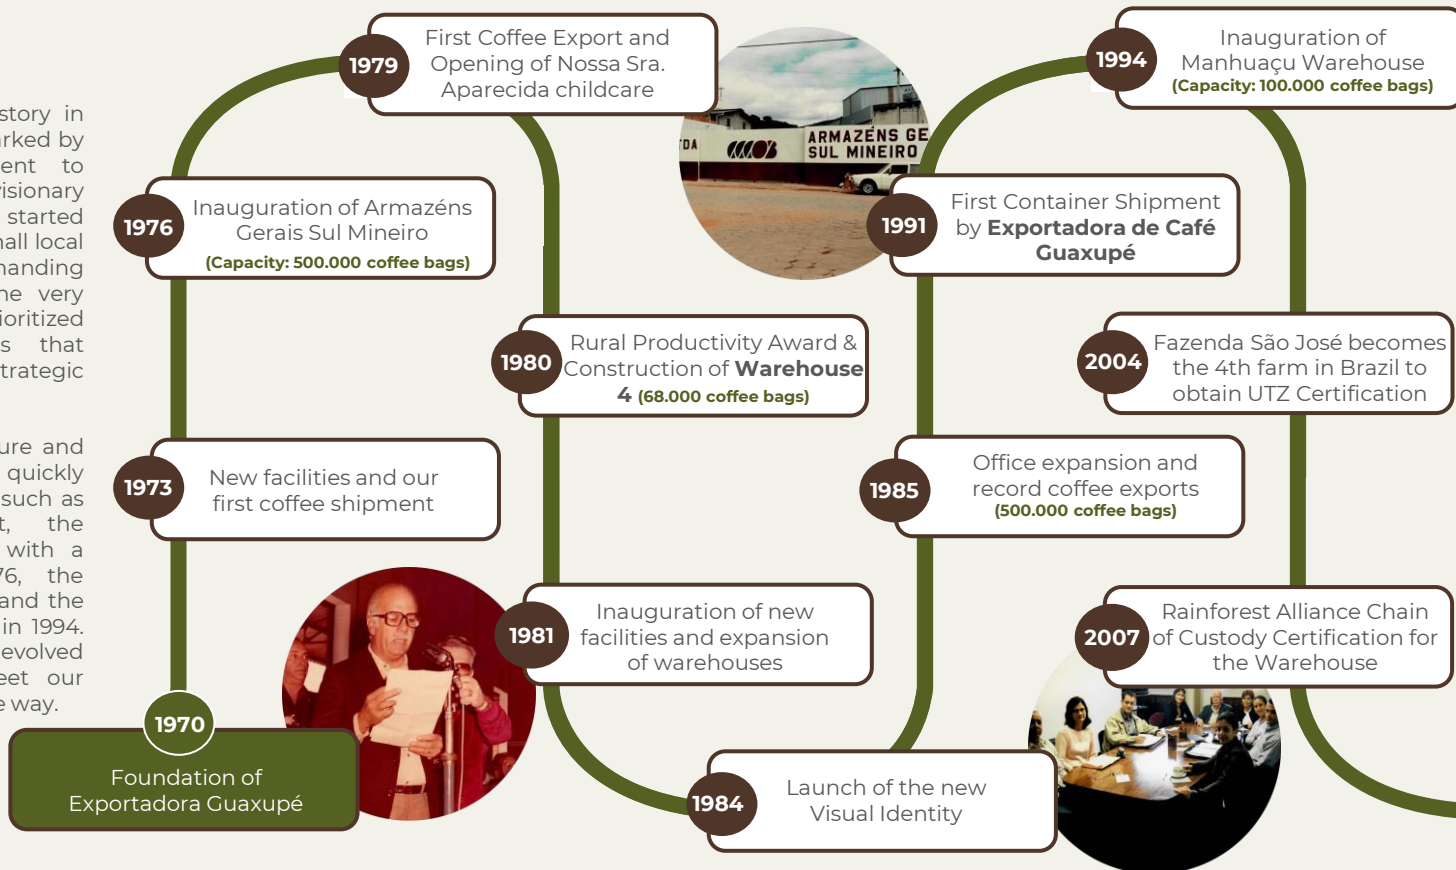 story in
arked by
ent to
visionary
started
nall local
nanding
ne very
ioritized
s that
trategic
ure and
quickly
such as
t, the
with a
76, the
and the
in 1994.
evolved
eet our
e way.
1970
Foundation of
Exportadora Guaxupé
1973
New facilities and our
first coffee shipment
1976
Inauguration of Armazéns
Gerais Sul Mineiro
(Capacity: 500.000 coffee bags)
1979
First Coffee Export and
Opening of Nossa Sra.
Aparecida childcare
1980
Rural Productivity Award &
Construction of Warehouse
4 (68.000 coffee bags)
1981
Inauguration of new
facilities and expansion
of warehouses
1984
Launch of the new
Visual Identity
1985
Office expansion and
record coffee exports
(500.000 coffee bags)
1991
First Container Shipment
by Exportadora de Café
Guaxupé
TDA
ARMAZÉNS GE
SUL MINEIRO
1994
Inauguration of
Manhuaçu Warehouse
(Capacity: 100.000 coffee bags)
2004
Fazenda São José becomes
the 4th farm in Brazil to
obtain UTZ Certification
2007
Rainforest Alliance Chain
of Custody Certification for
the Warehouse